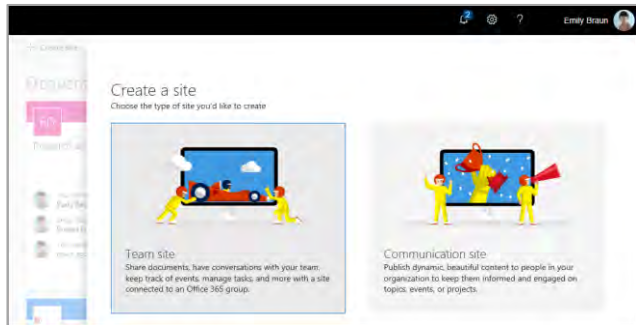 2
?
Emily Braun
Create a site
Choose the type of site you'd like to create
Team site
Share documents, have conversations with your team,
keep track of events, manage tasks, and more with a site
connected to an Office 365 group.
Communication site
Publish dynamic, beautiful content to people in your
organization to keep them informed and engaged on
topics, events, or projects.